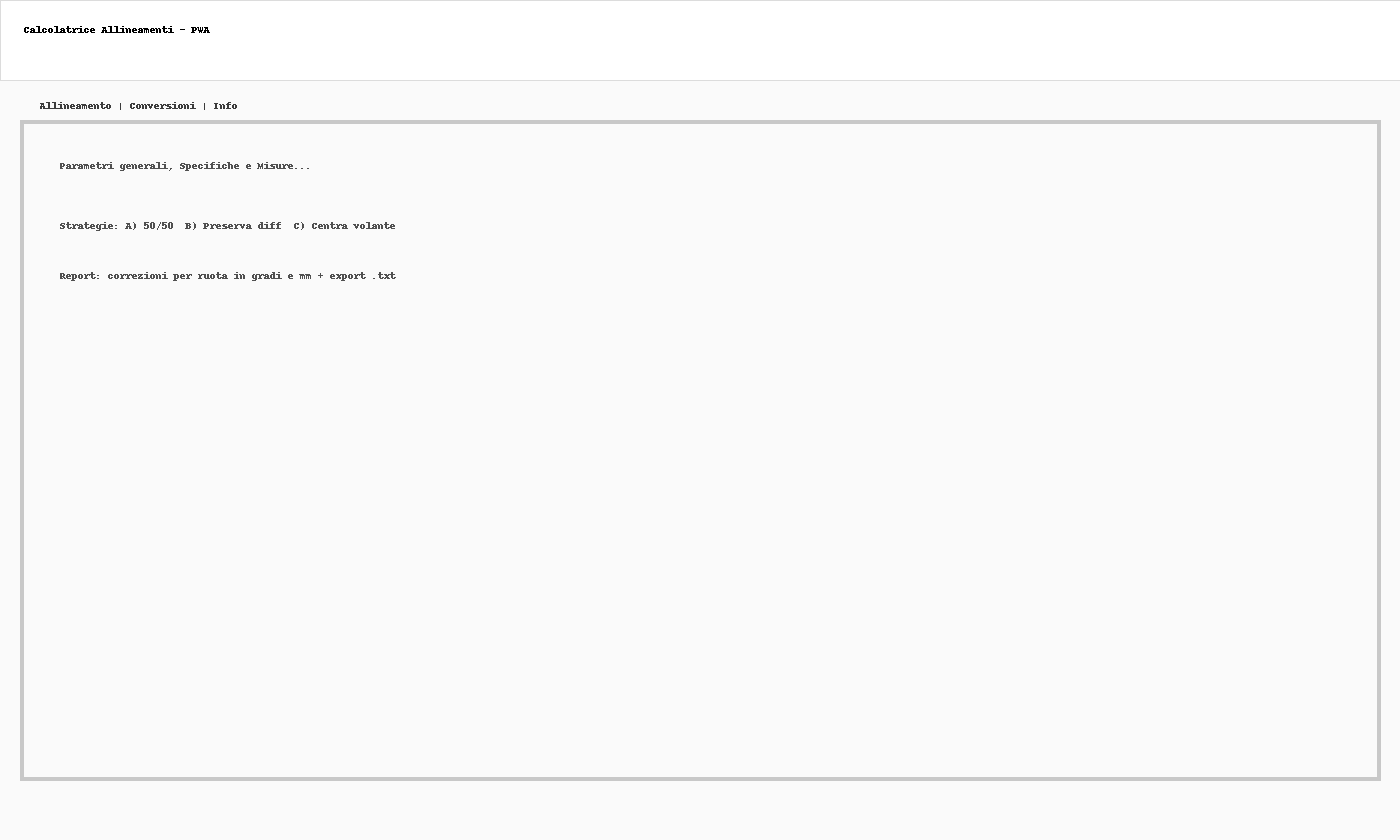 Calcolatrice Allineamenti - PWA
Allineamento | Conversioni | Info
Parametri generali, Specifiche e Misure...
Strategie: A) 50/50  B) Preserva diff  C) Centra volante
Report: correzioni per ruota in gradi e mm + export .txt